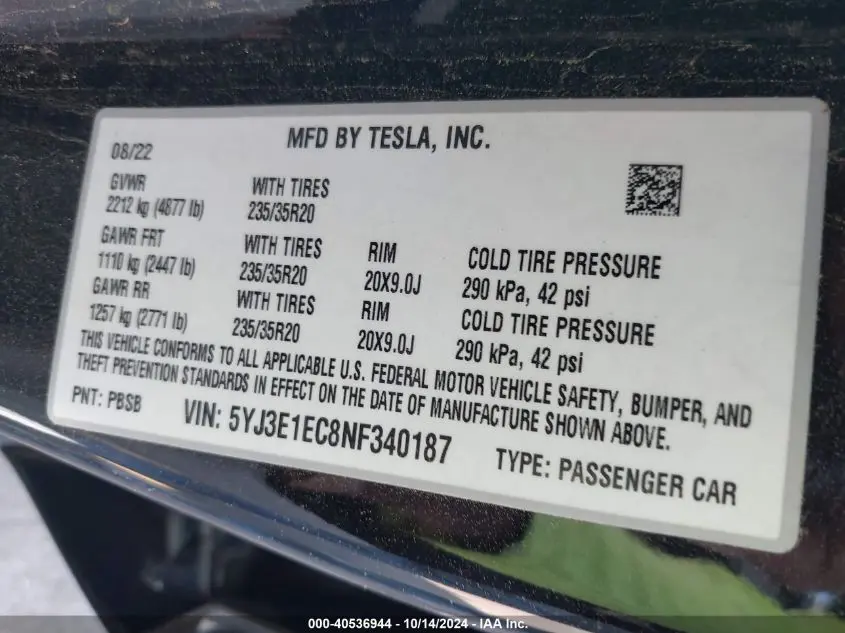 MFD BY TESLA, INC.
08/22
GVWR
2212 kg (4877 lb)
WITH TIRES
235/35R20
GAWR FRT
1110 kg (2447 lb)
WITH TIRES
235/35R20
RIM
20X9.0J
COLD TIRE PRESSURE
290 kPa, 42 psi
GAWR RR
1257 kg (2771 lb)
WITH TIRES
235/35R20
RIM
20X9.0J
COLD TIRE PRESSURE
290 kPa, 42 psi
THIS VEHICLE CONFORMS TO ALL APPLICABLE U.S. FEDERAL MOTOR VEHICLE SAFETY, BUMPER, AND
THEFT PREVENTION STANDARDS IN EFFECT ON THE DATE OF MANUFACTURE SHOWN ABOVE.
PNT: PBSB
VIN: 5YJ3E1EC8NF340187
TYPE: PASSENGER CAR
000-40536944 - 10/14/2024 - IAA Inc.